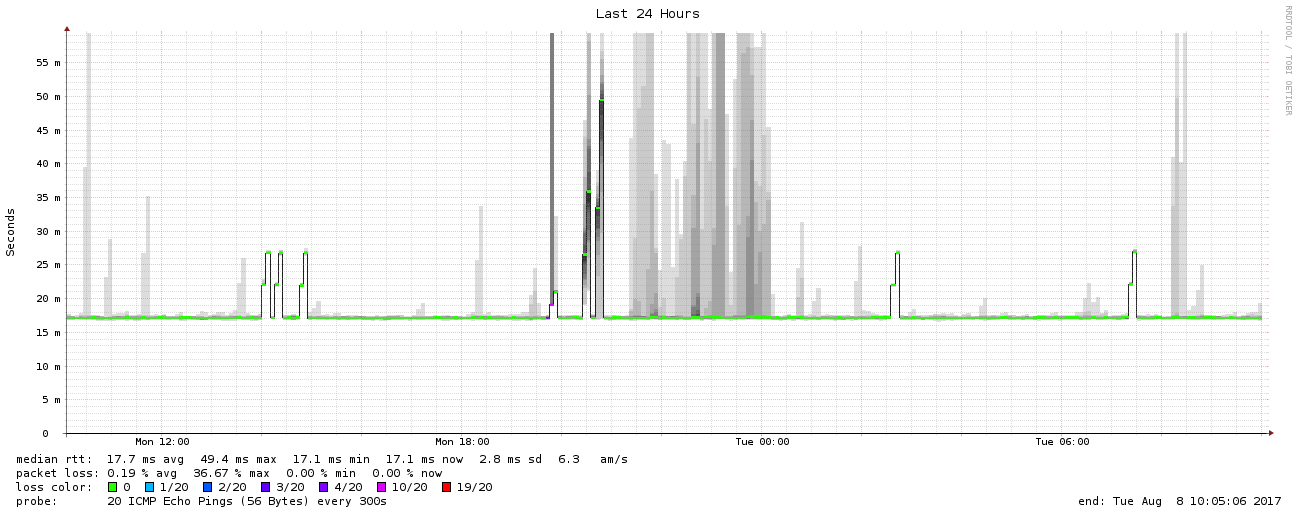 Last 24 Hours
RRDTOOL / TOBI OETIKER
Seconds
55 m
50 m
45 m
40 m
35 m
30 m
25 m
20 m
15 m
10 m
5 m
0
Mon 12:00 Mon 18:00 Tue 00:00 Tue 06:00
median rtt: 17.7 ms avg 49.4 ms max 17.1 ms min 17.1 ms now 2.8 ms sd 6.3 am/s
packet loss: 0.19 % avg 36.67 % max 0.00 % min 0.00 % now
loss color: 0 1/20 2/20 3/20 4/20 10/20 19/20
probe: 20 ICMP Echo Pings (56 Bytes) every 300s end: Tue Aug 8 10:05:06 2017